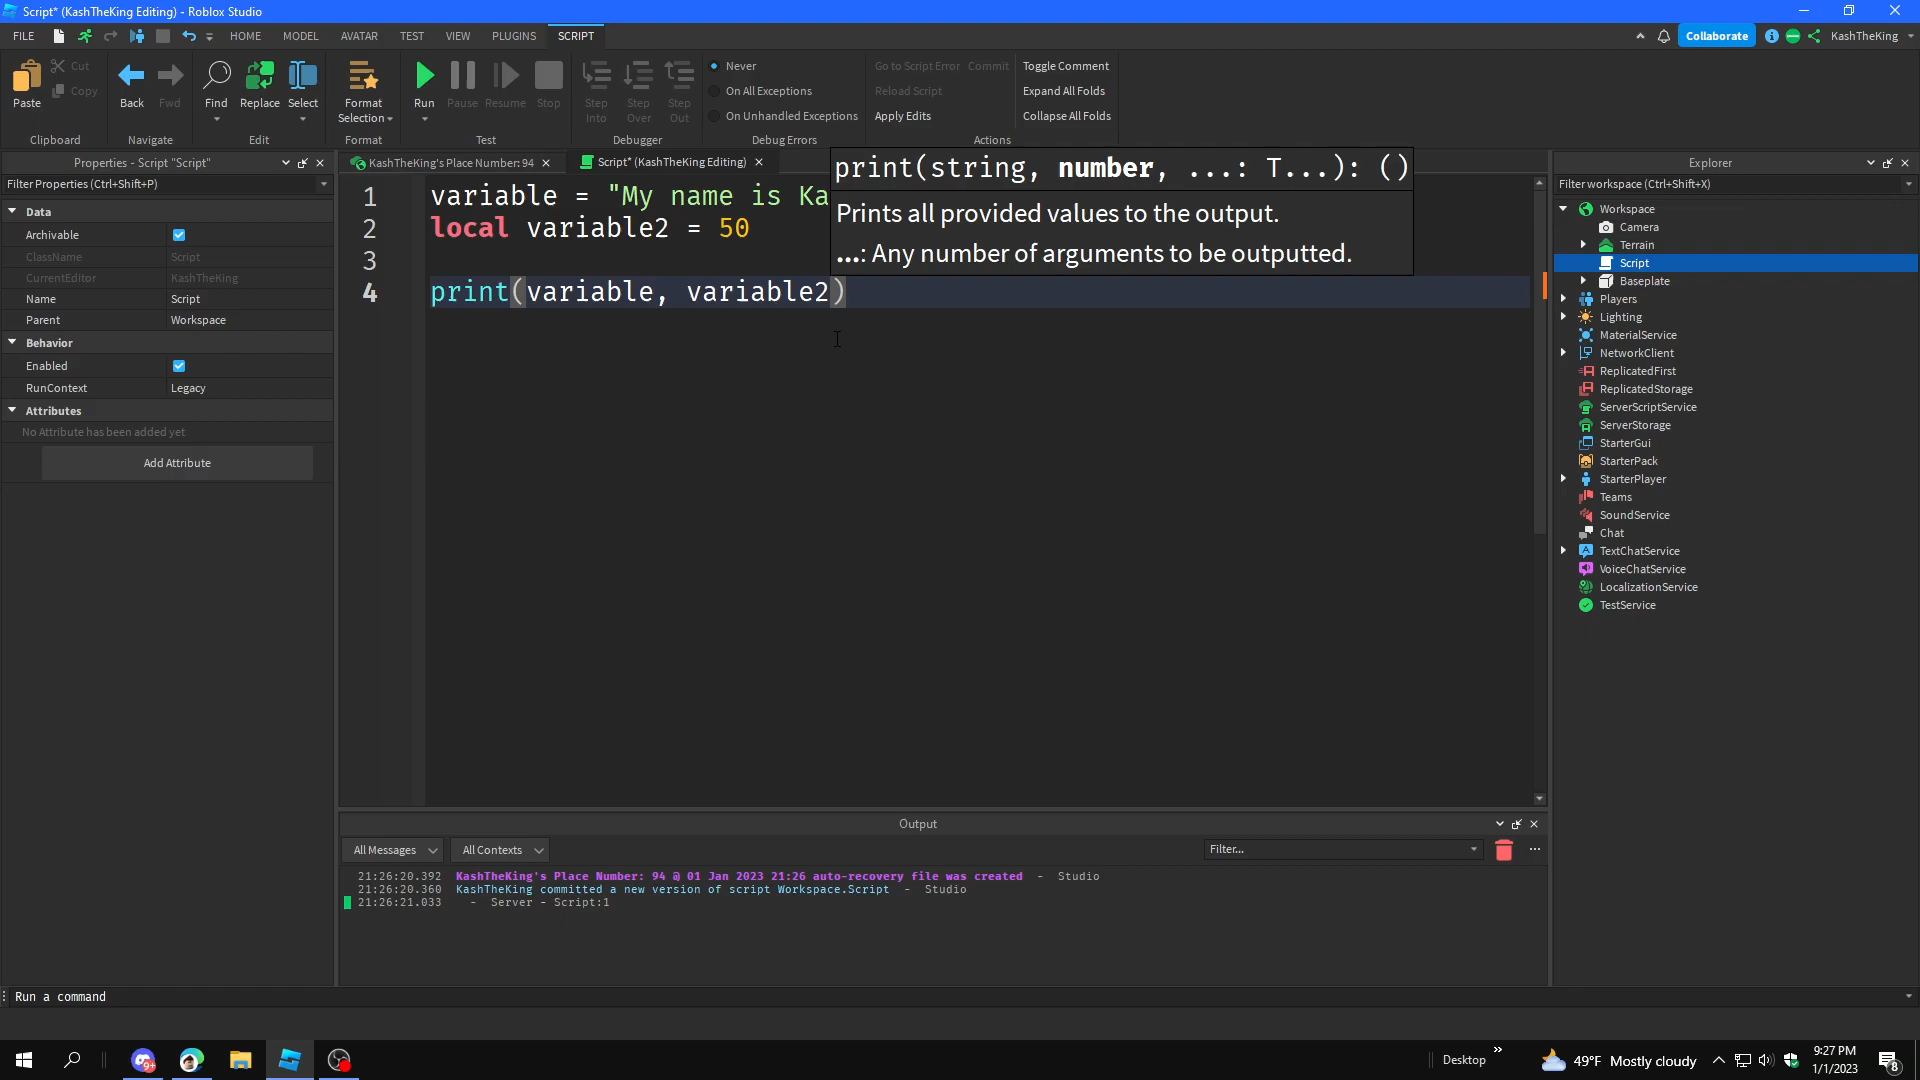 Script* (KashTheKing Editing) - Roblox Studio
FILE HOME MODEL AVATAR TEST VIEW PLUGINS SCRIPT Collaborate KashTheKing
Paste Cut Copy
Back Fwd
Find Replace Select
Format Selection
Run Pause Resume Stop
Step Into Step Over Step Out
Never
On All Exceptions
On Unhandled Exceptions
Go to Script Error Commit
Reload Script
Apply Edits
Toggle Comment
Expand All Folds
Collapse All Folds
Clipboard Navigate Edit Format Test Debugger Debug Errors Actions
Properties - Script "Script"
Filter Properties (Ctrl+Shift+P)
Data
Archivable
ClassName Script
CurrentEditor KashTheKing
Name Script
Parent Workspace
Behavior
Enabled
RunContext Legacy
Attributes
No Attribute has been added yet
Add Attribute
KashTheKing's Place Number: 94 Script* (KashTheKing Editing)
1 variable = "My name is Ka
2 local variable2 = 50
3
4 print(variable, variable2)
print(string, number, ...: T...): ()
Prints all provided values to the output.
...: Any number of arguments to be outputted.
Output
All Messages All Contexts Filter... ...
21:26:20.392 KashTheKing's Place Number: 94 @ 01 Jan 2023 21:26 auto-recovery file was created - Studio
21:26:20.360 KashTheKing committed a new version of script Workspace.Script - Studio
21:26:21.033 - Server - Script:1
Explorer
Filter workspace (Ctrl+Shift+X)
Workspace
Camera
Terrain
Script
Baseplate
Players
Lighting
MaterialService
NetworkClient
ReplicatedFirst
ReplicatedStorage
ServerScriptService
ServerStorage
StarterGui
StarterPack
StarterPlayer
Teams
SoundService
Chat
TextChatService
VoiceChatService
LocalizationService
TestService
Run a command
9+
Desktop »
49°F Mostly cloudy
9:27 PM
1/1/2023
8